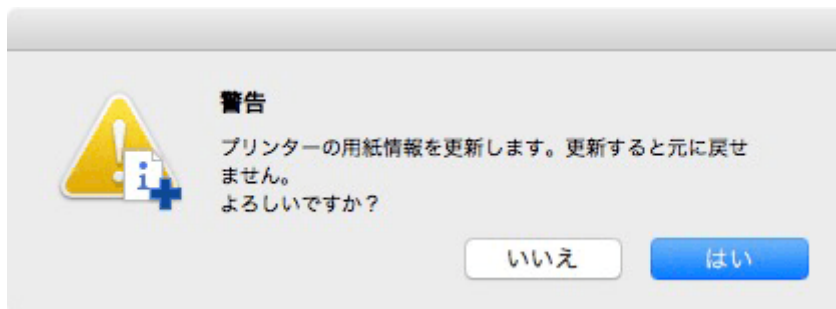 警告
プリンターの用紙情報を更新します。更新すると元に戻せ
ません。
よろしいですか？
いいえ
はい